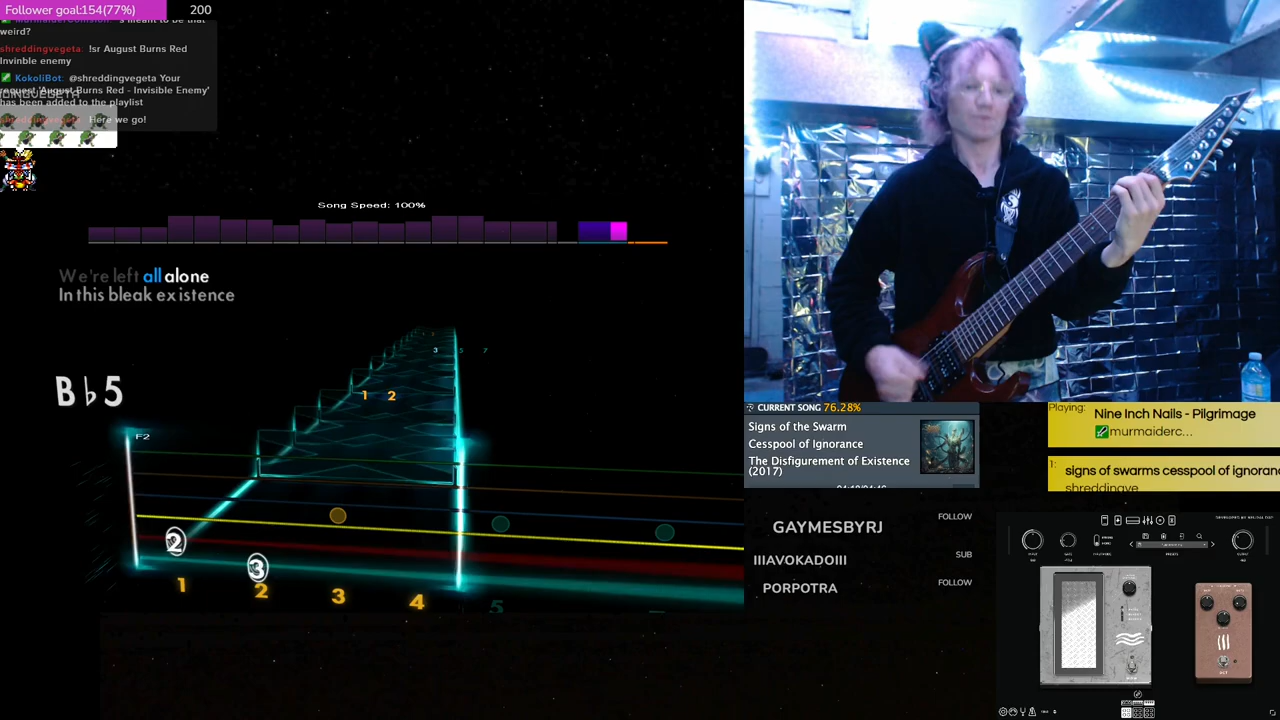 Follower goal:154(77%)
200
weird?
shreddingvegeta: !sr August Burns Red
Invinble enemy
KokoliBot: @shreddingvegeta Your
request 'August Burns Red - Invisible Enemy'
has been added to the playlist
Here we go!
Song Speed: 100%
We're left all alone
In this bleak existence
3 5 7
1 2
B♭5
F2
2
3
1 2 3 4 5
CURRENT SONG 76.28%
Signs of the Swarm
Cesspool of Ignorance
The Disfigurement of Existence
(2017)
Playing:
Nine Inch Nails - Pilgrimage
murmaiderc...
1:
signs of swarms cesspool of ignoranc
shreddingve
GAYMESBYRJ
FOLLOW
IIIAVOKADOIII
SUB
PORPOTRA
FOLLOW